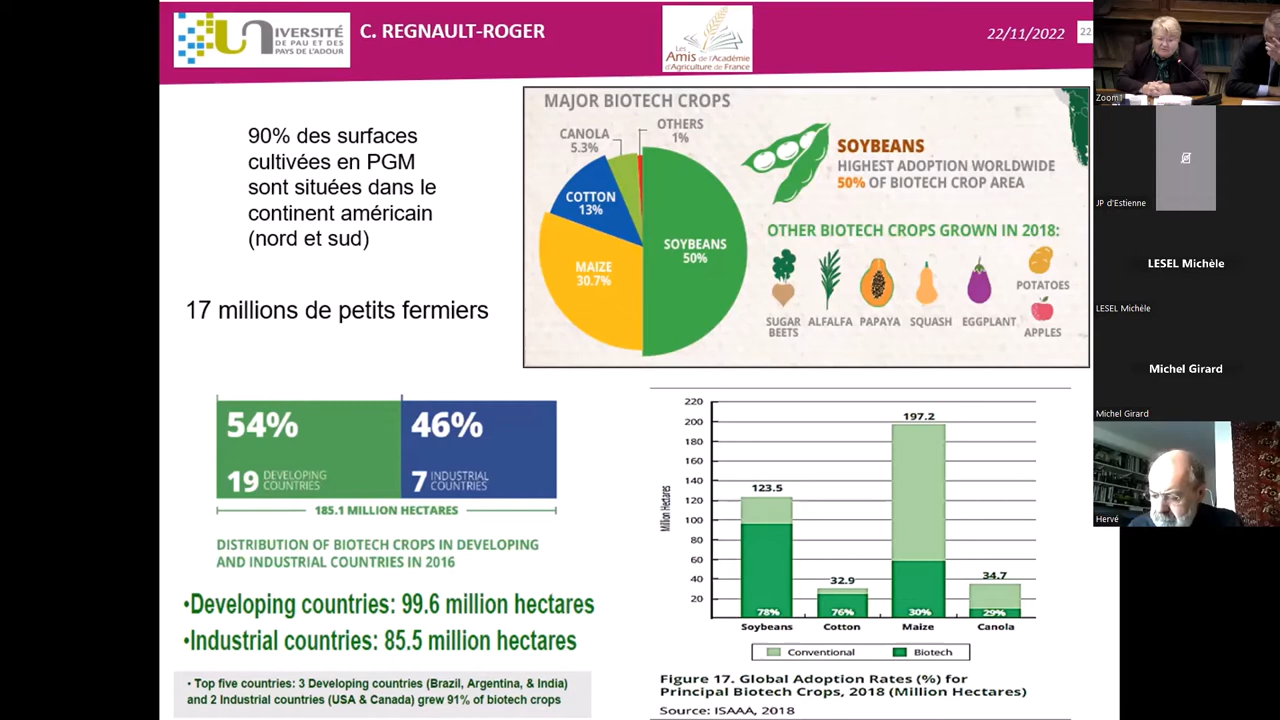 UNIVERSITÉ
DE PAU ET DES
PAYS DE L'ADOUR
C. REGNAULT-ROGER
Les
Amis de l'Académie
d'Agriculture de France
22/11/2022
22
90% des surfaces
cultivées en PGM
sont situées dans le
continent américain
(nord et sud)
17 millions de petits fermiers
MAJOR BIOTECH CROPS
CANOLA
5.3%
OTHERS
1%
COTTON
13%
MAIZE
30.7%
SOYBEANS
50%
SOYBEANS
HIGHEST ADOPTION WORLDWIDE
50% OF BIOTECH CROP AREA
OTHER BIOTECH CROPS GROWN IN 2018:
SUGAR
BEETS
ALFALFA
PAPAYA
SQUASH
EGGPLANT
POTATOES
APPLES
54%
19 DEVELOPING
COUNTRIES
46%
7 INDUSTRIAL
COUNTRIES
185.1 MILLION HECTARES
DISTRIBUTION OF BIOTECH CROPS IN DEVELOPING
AND INDUSTRIAL COUNTRIES IN 2016
•Developing countries: 99.6 million hectares
•Industrial countries: 85.5 million hectares
• Top five countries: 3 Developing countries (Brazil, Argentina, & India)
and 2 Industrial countries (USA & Canada) grew 91% of biotech crops
Million Hectares
220
200
180
160
140
120
100
80
60
40
20
123.5
78%
Soybeans
32.9
76%
Cotton
197.2
30%
Maize
34.7
29%
Canola
Conventional
Biotech
Figure 17. Global Adoption Rates (%) for
Principal Biotech Crops, 2018 (Million Hectares)
Source: ISAAA, 2018
Zoom1
JP d'Estienne
LESEL Michèle
LESEL Michèle
Michel Girard
Michel Girard
Hervé